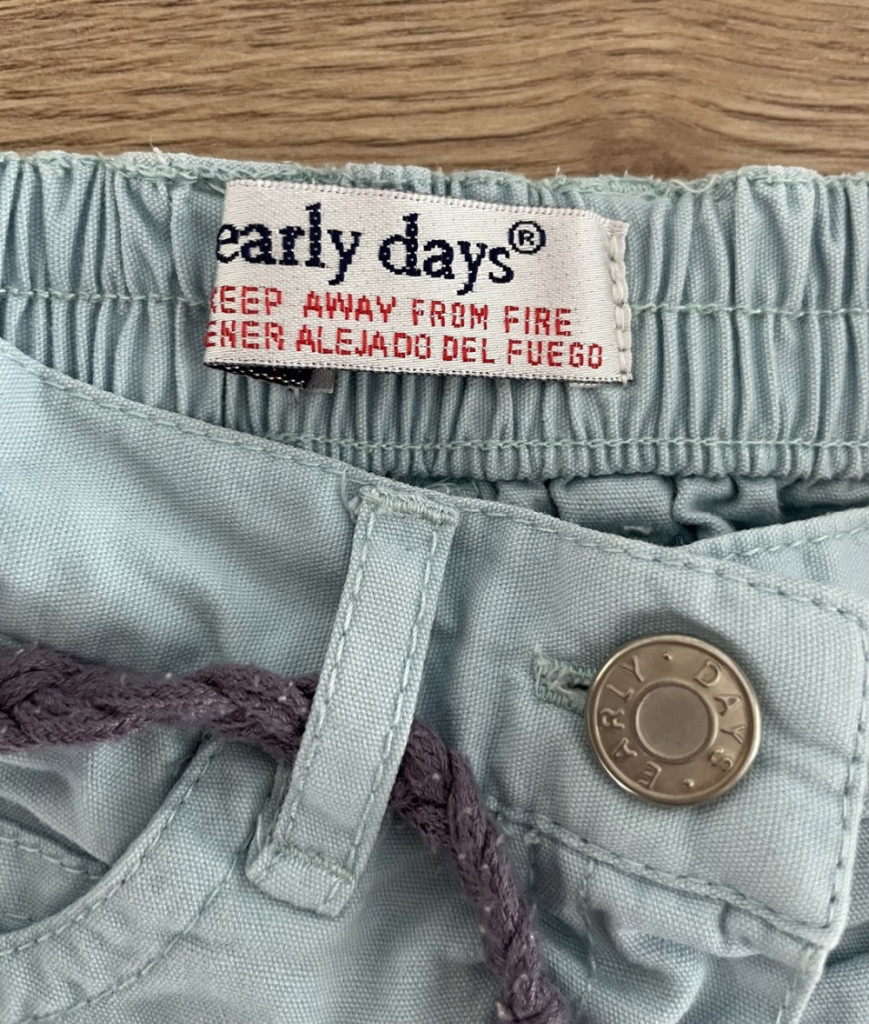 early days®
KEEP AWAY FROM FIRE
ENER ALEJADO DEL FUEGO
EARLY · DAYS ·